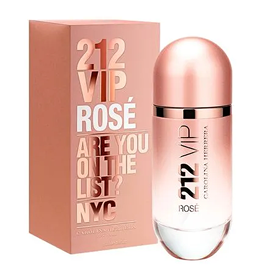 212
VIP
ROSÉ
ARE YOU
ON THE
LIST?
NYC
212 VIP
ROSÉ
CAROLINA HERRERA